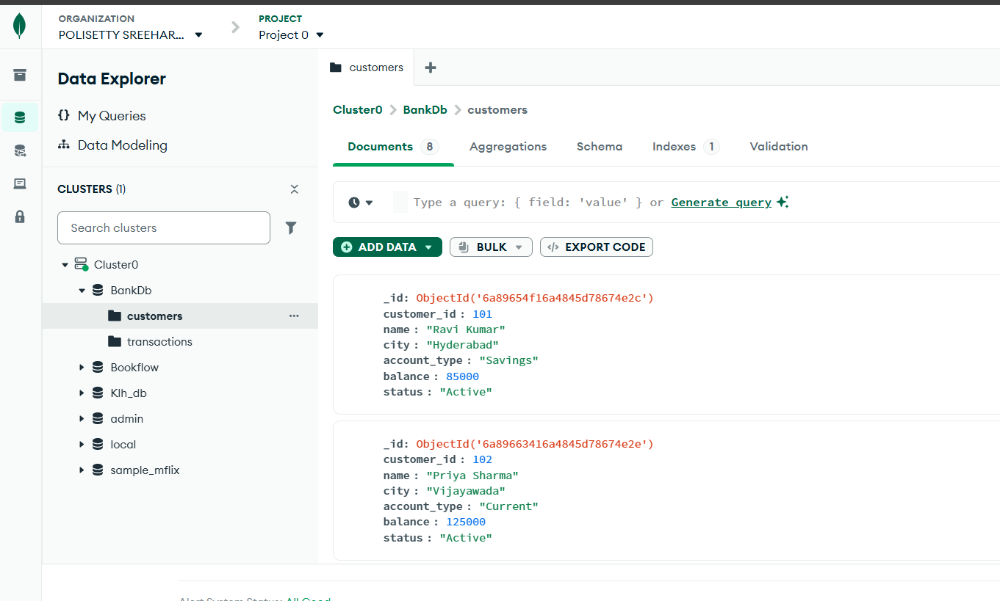 ORGANIZATION
POLISETTY SREEHAR...
PROJECT
Project 0
Data Explorer
My Queries
Data Modeling
CLUSTERS (1)
Search clusters
Cluster0
BankDb
customers
transactions
Bookflow
Klh_db
admin
local
sample_mflix
customers
Cluster0 > BankDb > customers
Documents 8 Aggregations Schema Indexes 1 Validation
Type a query: { field: 'value' } or Generate query
ADD DATA BULK </> EXPORT CODE
_id: ObjectId('6a89654f16a4845d78674e2c')
customer_id : 101
name : "Ravi Kumar"
city : "Hyderabad"
account_type : "Savings"
balance : 85000
status : "Active"
_id: ObjectId('6a89663416a4845d78674e2e')
customer_id : 102
name : "Priya Sharma"
city : "Vijayawada"
account_type : "Current"
balance : 125000
status : "Active"
Alert System Status: All Good